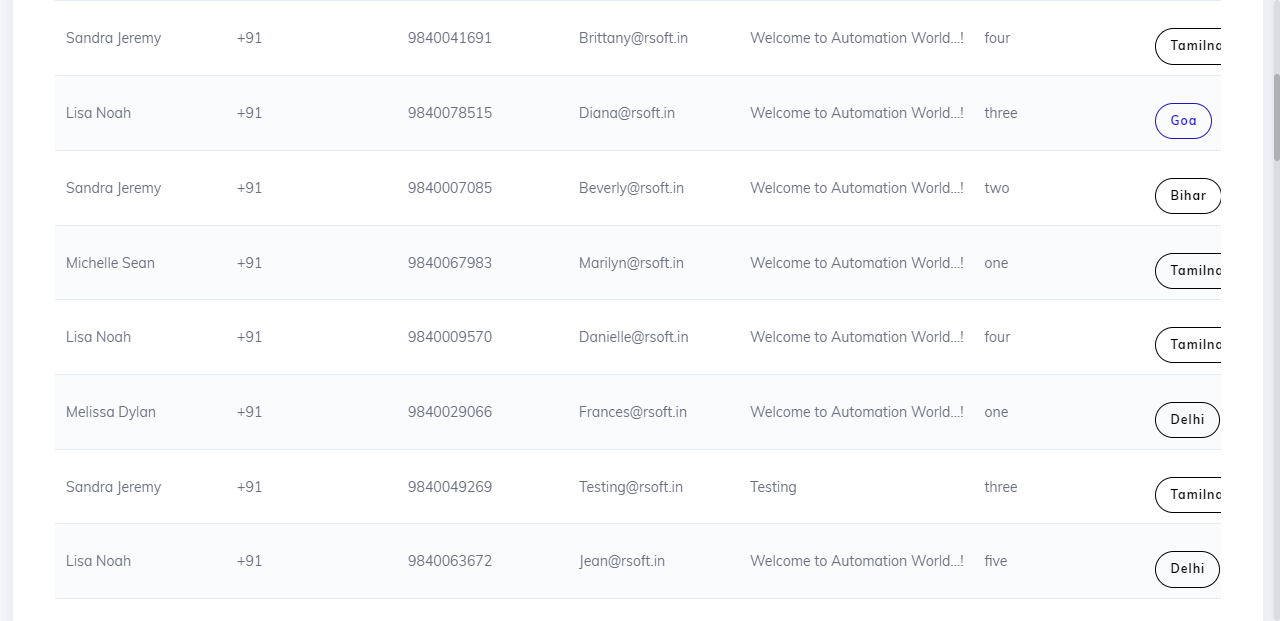 Sandra Jeremy +91 9840041691 Brittany@rsoft.in Welcome to Automation World...! four Tamilna
Lisa Noah +91 9840078515 Diana@rsoft.in Welcome to Automation World...! three Goa
Sandra Jeremy +91 9840007085 Beverly@rsoft.in Welcome to Automation World...! two Bihar
Michelle Sean +91 9840067983 Marilyn@rsoft.in Welcome to Automation World...! one Tamilna
Lisa Noah +91 9840009570 Danielle@rsoft.in Welcome to Automation World...! four Tamilna
Melissa Dylan +91 9840029066 Frances@rsoft.in Welcome to Automation World...! one Delhi
Sandra Jeremy +91 9840049269 Testing@rsoft.in Testing three Tamilna
Lisa Noah +91 9840063672 Jean@rsoft.in Welcome to Automation World...! five Delhi